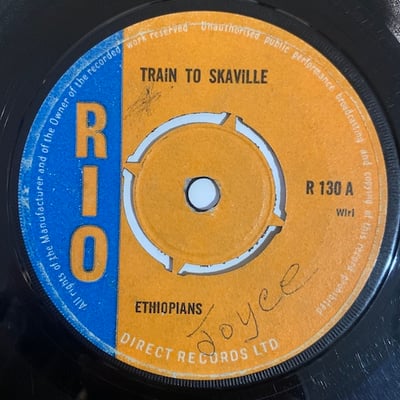 All rights of the Manufacturer and of the Owner of the recorded work reserved — Unauthorised public performance, broadcasting and copying of this record prohibited
TRAIN TO SKAVILLE
RIO
R 130 A
Wirl
ETHIOPIANS
Joyce
DIRECT RECORDS LTD